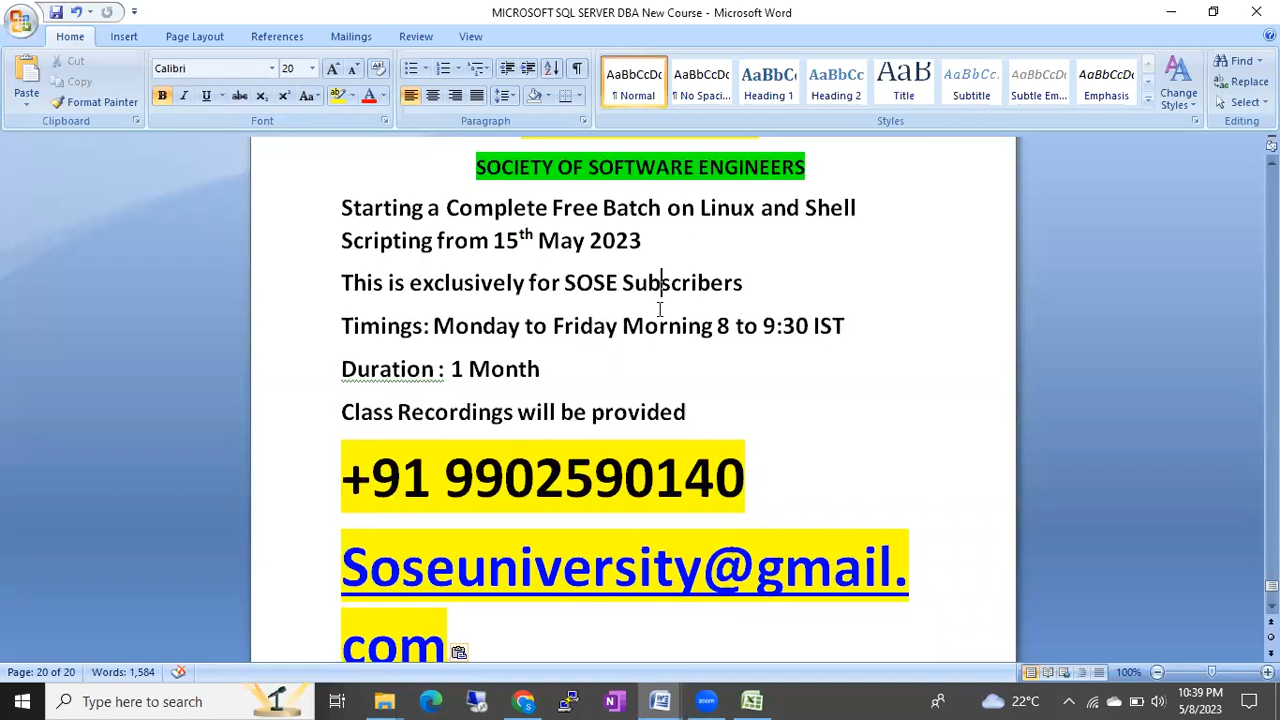 MICROSOFT SQL SERVER DBA New Course - Microsoft Word
Home Insert Page Layout References Mailings Review View
Paste
Cut
Copy
Format Painter
Clipboard
Calibri 20
B I U abc x₂ x² Aa
Font
Paragraph
AaBbCcDc AaBbCcDc AaBbC AaBbCc AaB AaBbCcL AaBbCcDc AaBbCcDc
¶ Normal ¶ No Spaci... Heading 1 Heading 2 Title Subtitle Subtle Em... Emphasis
Change Styles
Styles
Find
Replace
Select
Editing
SOCIETY OF SOFTWARE ENGINEERS
Starting a Complete Free Batch on Linux and Shell
Scripting from 15th May 2023
This is exclusively for SOSE Subscribers
Timings: Monday to Friday Morning 8 to 9:30 IST
Duration : 1 Month
Class Recordings will be provided
+91 9902590140
Soseuniversity@gmail.
com
Page: 20 of 20 Words: 1,584 100%
Type here to search 22°C 10:39 PM
5/8/2023